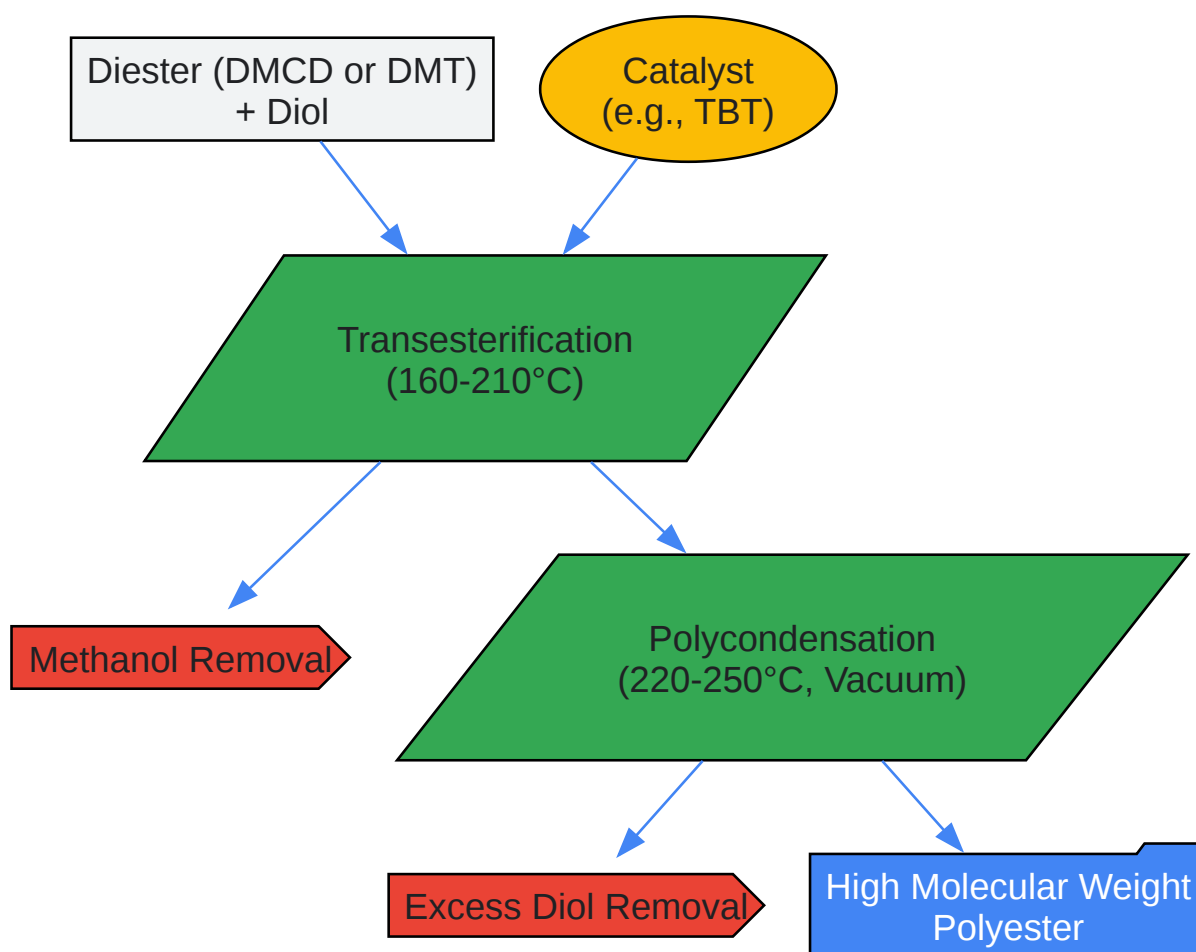 Diester (DMCD or DMT)
+ Diol
Catalyst
(e.g., TBT)
Transesterification
(160-210°C)
Methanol Removal
Polycondensation
(220-250°C, Vacuum)
Excess Diol Removal
High Molecular Weight
Polyester